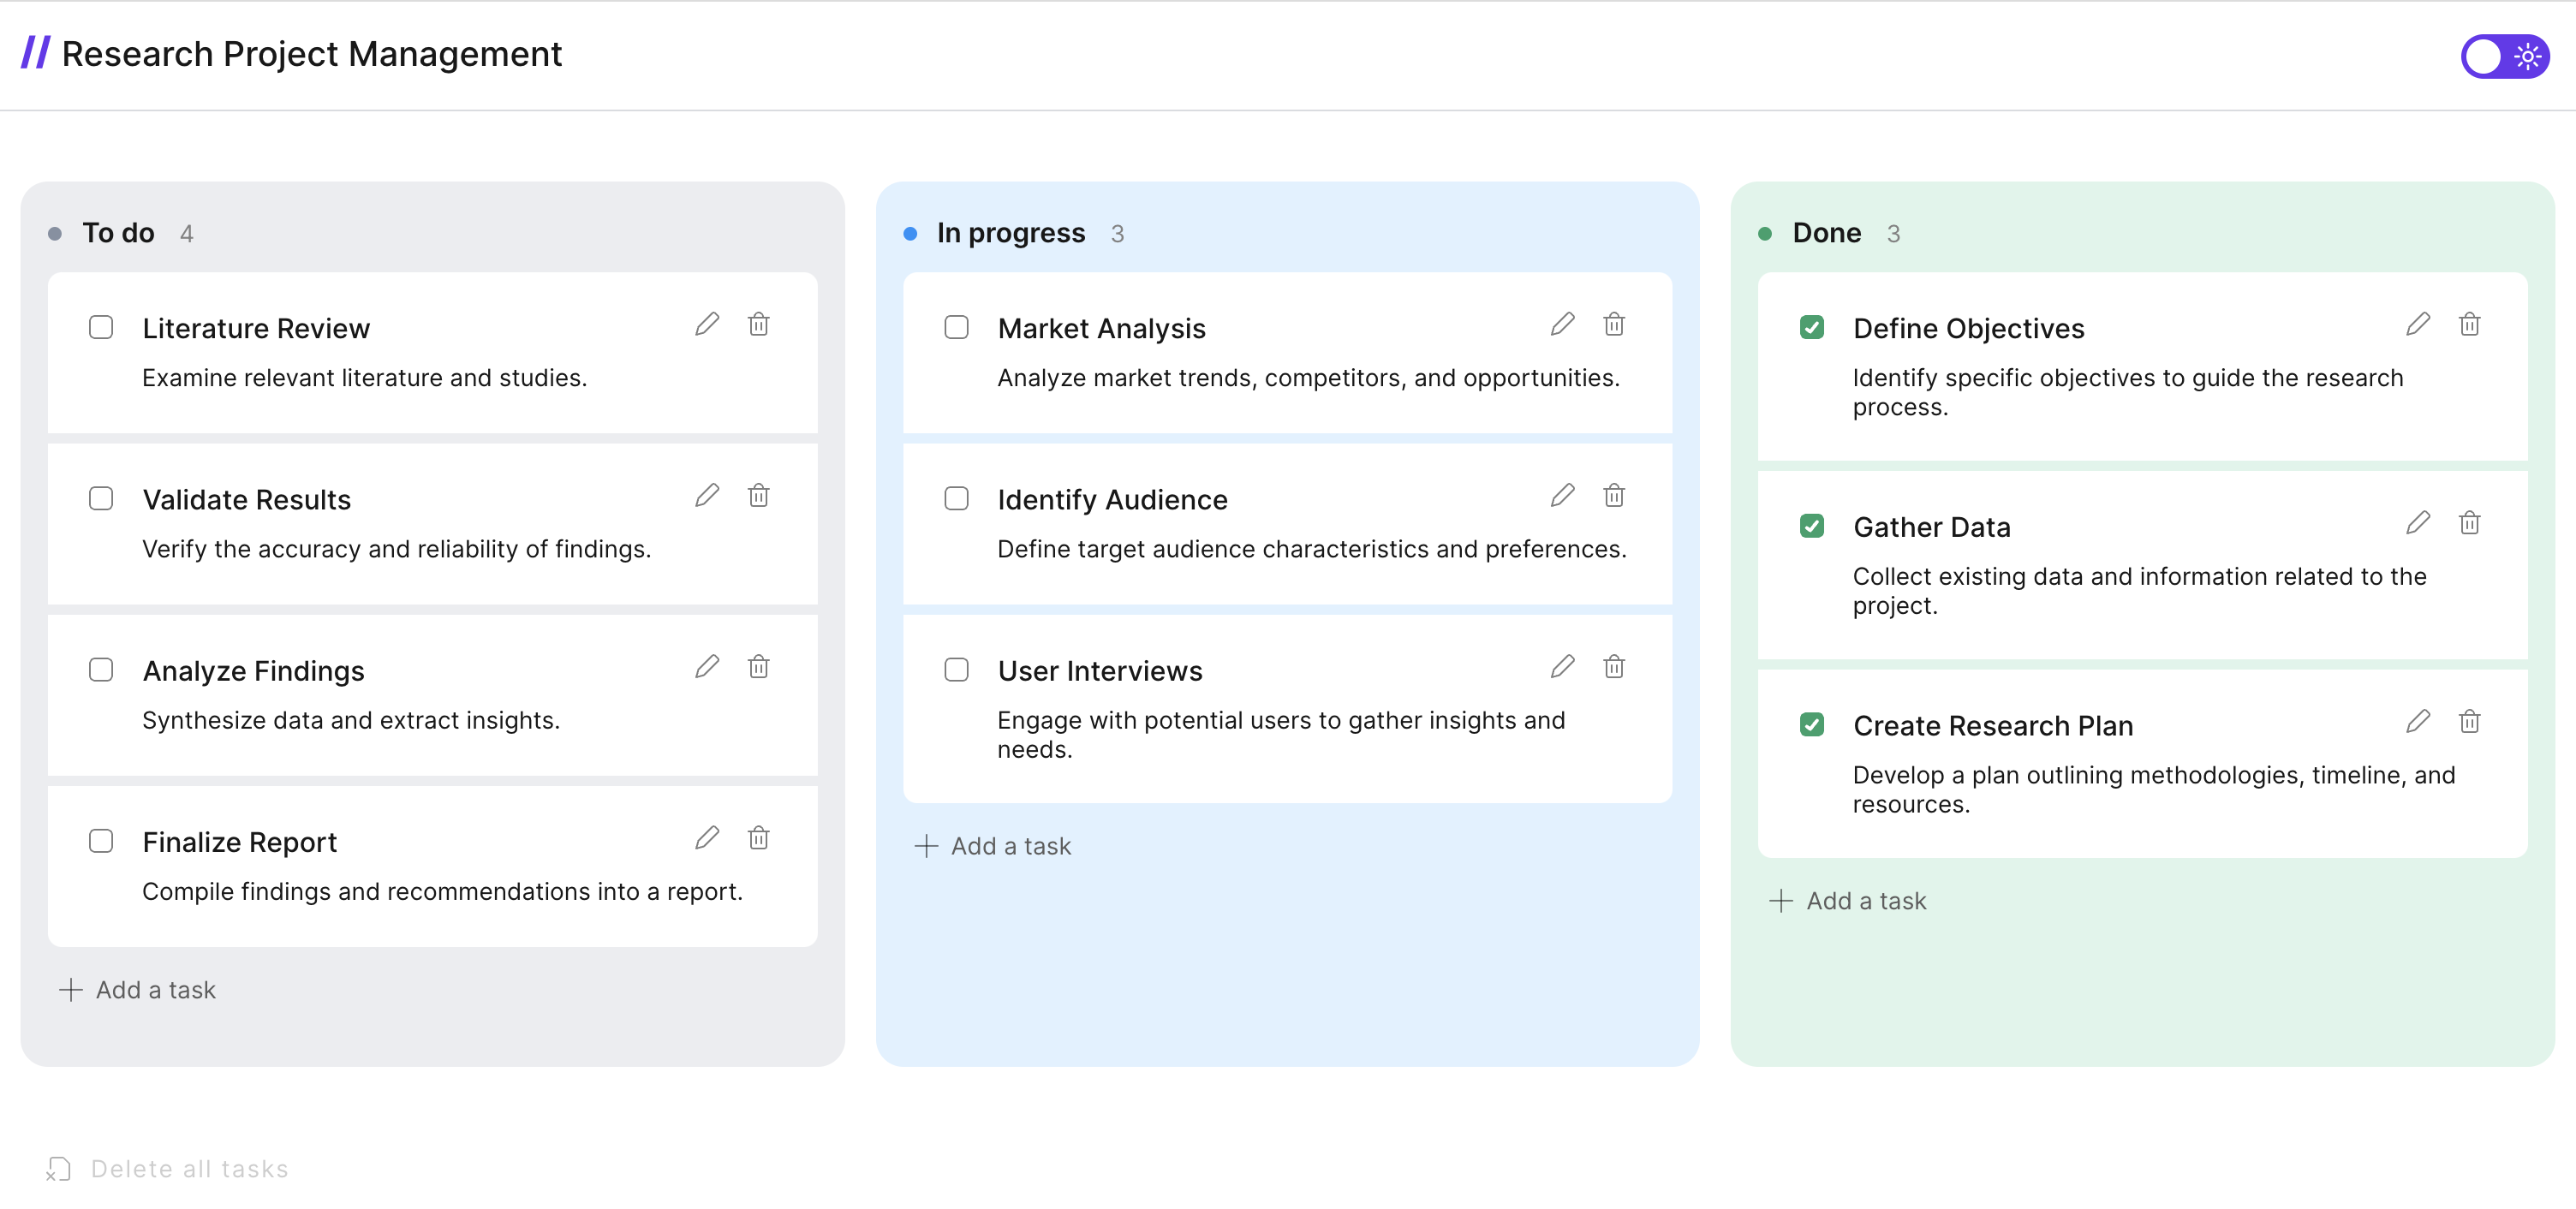 // Research Project Management
To do 4
Literature Review
Examine relevant literature and studies.
Validate Results
Verify the accuracy and reliability of findings.
Analyze Findings
Synthesize data and extract insights.
Finalize Report
Compile findings and recommendations into a report.
Add a task
In progress 3
Market Analysis
Analyze market trends, competitors, and opportunities.
Identify Audience
Define target audience characteristics and preferences.
User Interviews
Engage with potential users to gather insights and
needs.
Add a task
Done 3
Define Objectives
Identify specific objectives to guide the research
process.
Gather Data
Collect existing data and information related to the
project.
Create Research Plan
Develop a plan outlining methodologies, timeline, and
resources.
Add a task
Delete all tasks